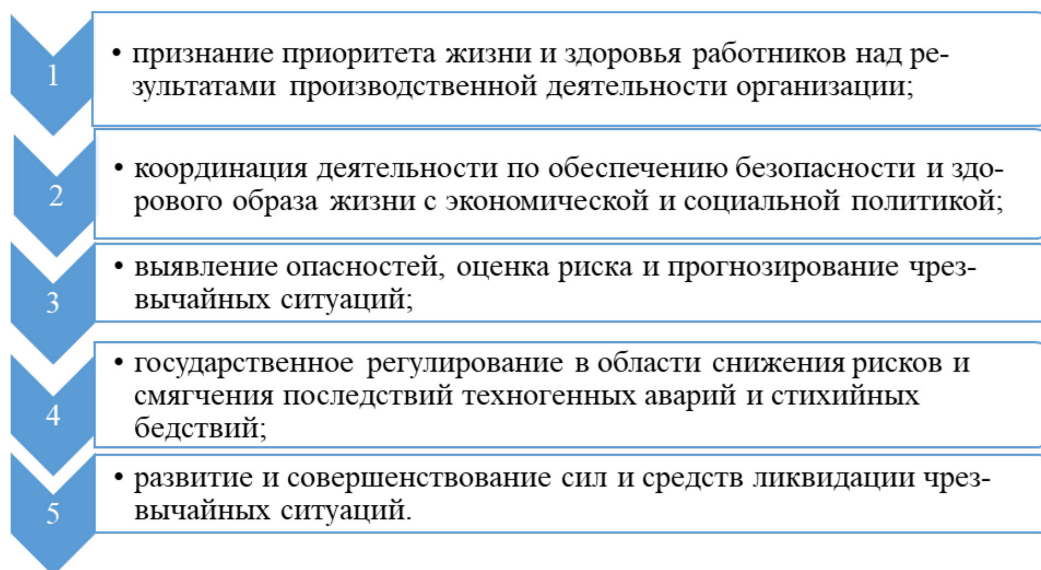 1
• признание приоритета жизни и здоровья работников над ре-
зультатами производственной деятельности организации;
2
• координация деятельности по обеспечению безопасности и здо-
рового образа жизни с экономической и социальной политикой;
3
• выявление опасностей, оценка риска и прогнозирование чрез-
вычайных ситуаций;
4
• государственное регулирование в области снижения рисков и
смягчения последствий техногенных аварий и стихийных
бедствий;
5
• развитие и совершенствование сил и средств ликвидации чрез-
вычайных ситуаций.